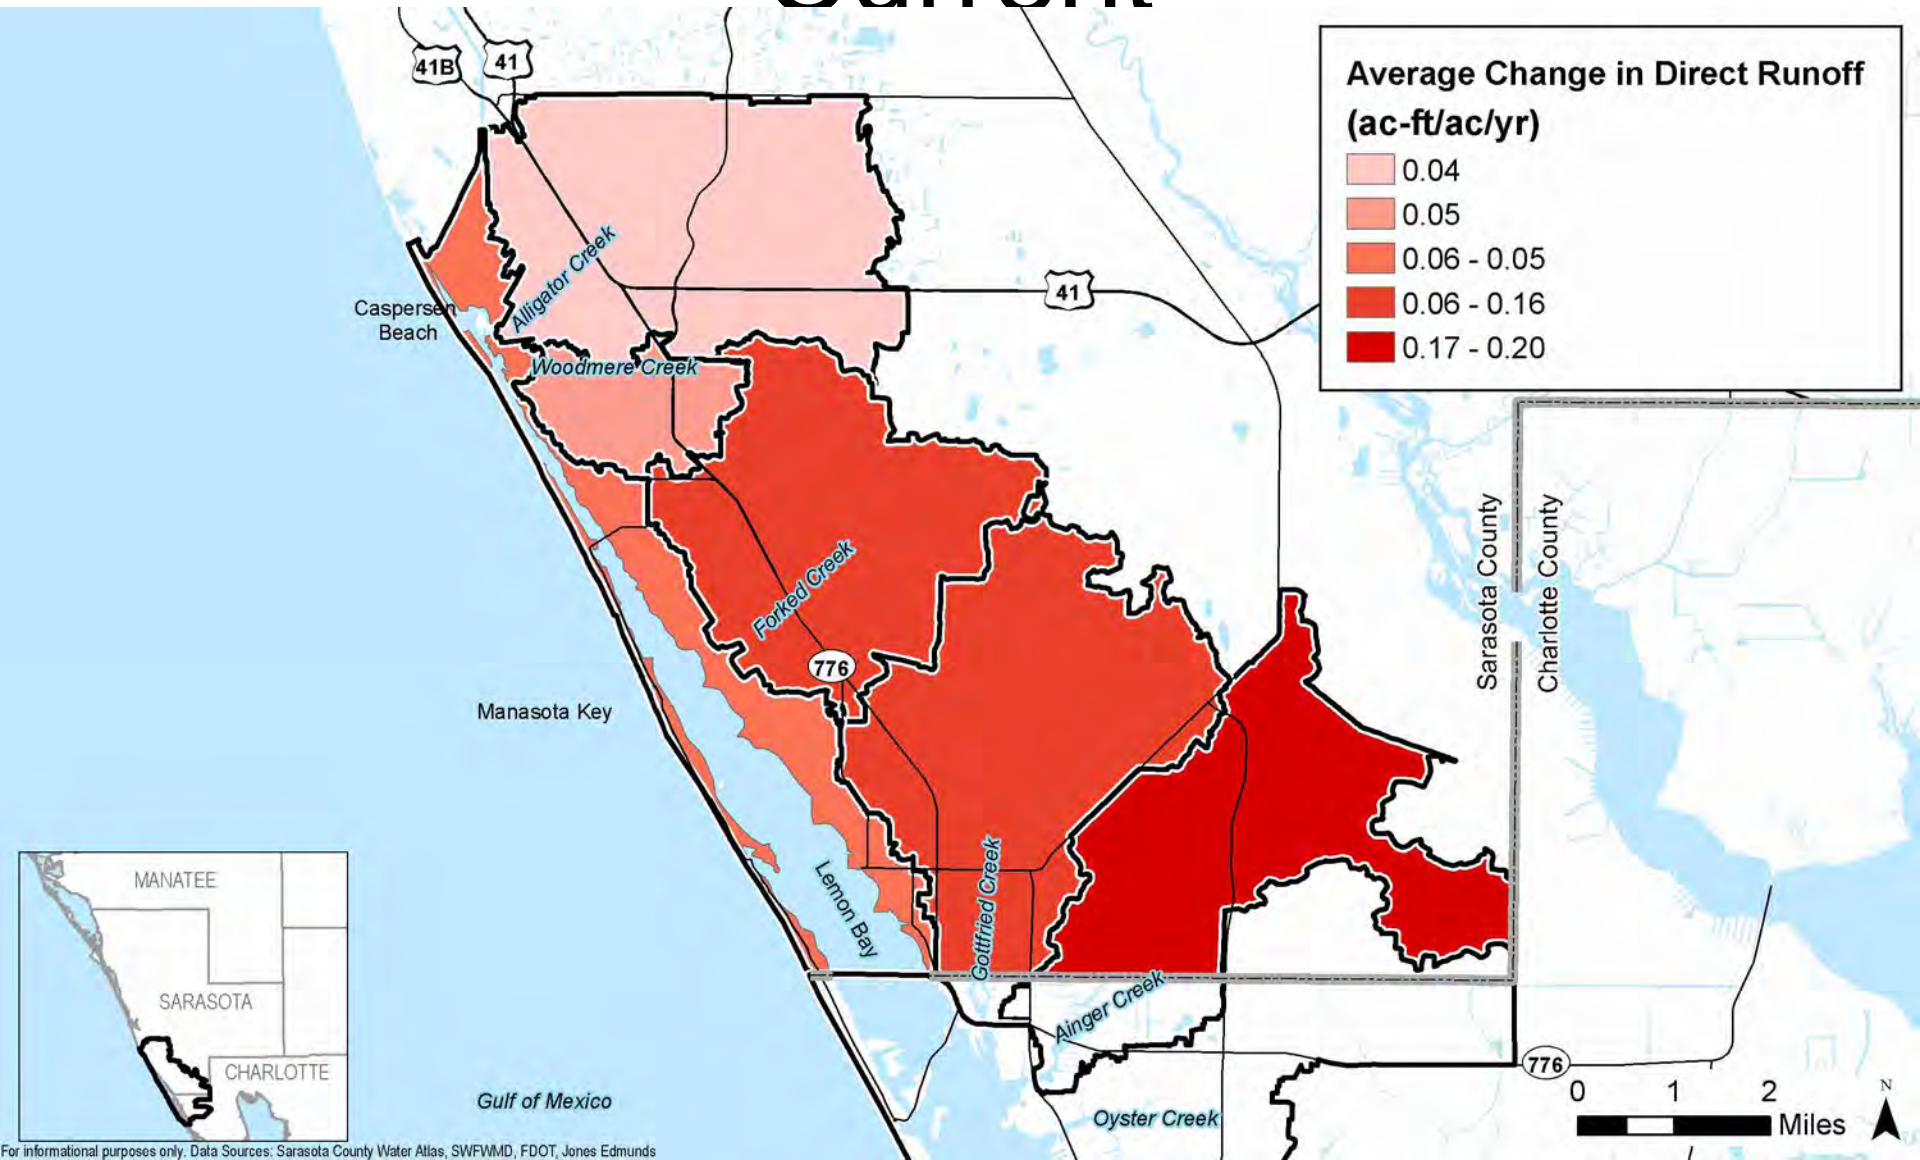 Current
41B
41
Average Change in Direct Runoff
(ac-ft/ac/yr)
0.04
0.05
0.06 - 0.05
0.06 - 0.16
0.17 - 0.20
Alligator Creek
41
Caspersen
Beach
Woodmere Creek
Sarasota County
Charlotte County
Forked Creek
776
Manasota Key
Gottfried Creek
Lemon Bay
MANATEE
SARASOTA
CHARLOTTE
Ainger Creek
776
Gulf of Mexico
Oyster Creek
0 1 2
Miles
N
For informational purposes only. Data Sources: Sarasota County Water Atlas, SWFWMD, FDOT, Jones Edmunds